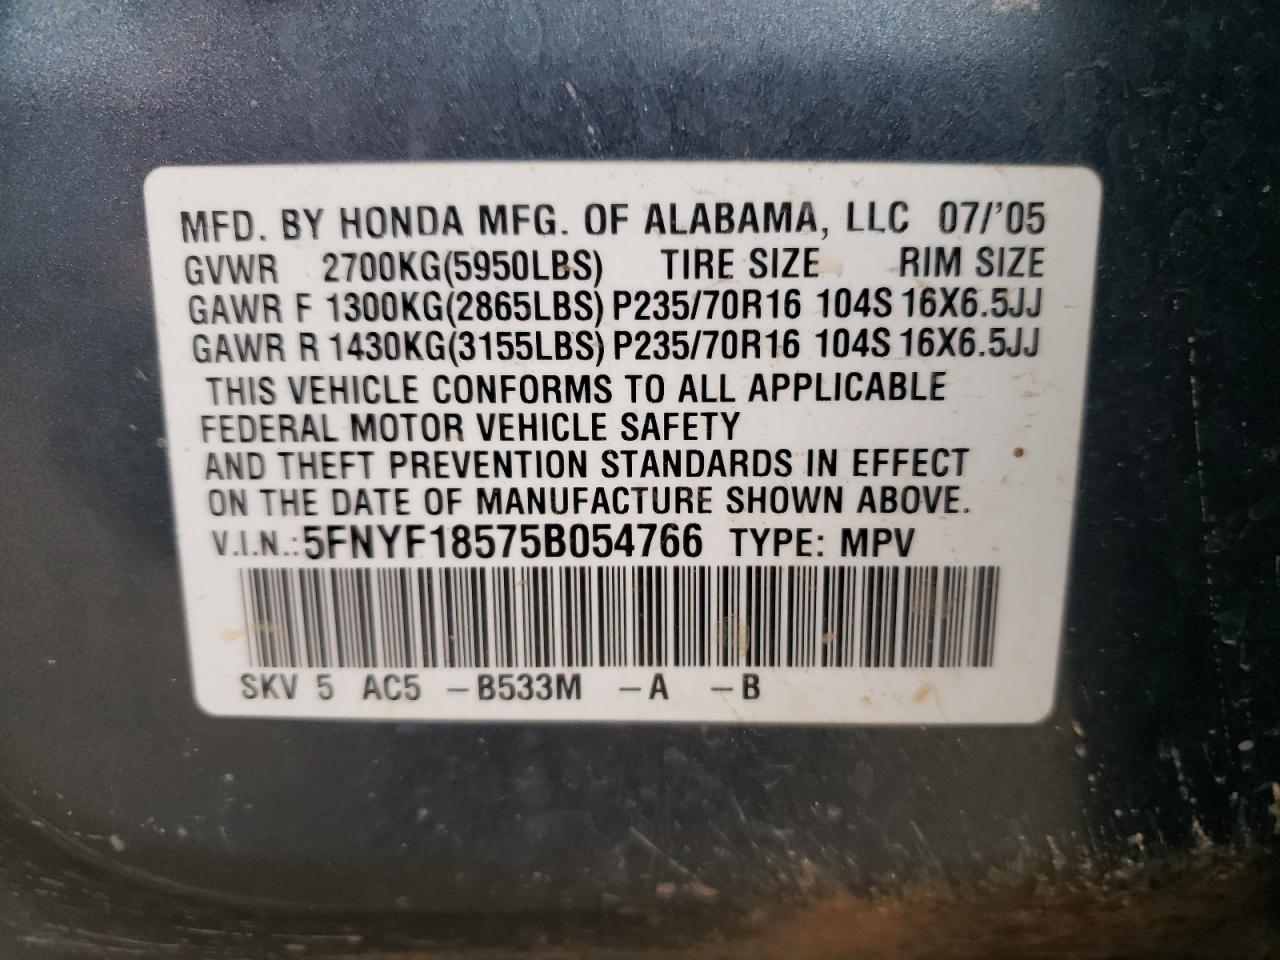 MFD. BY HONDA MFG. OF ALABAMA, LLC 07/'05
GVWR 2700KG(5950LBS) TIRE SIZE RIM SIZE
GAWR F 1300KG(2865LBS) P235/70R16 104S 16X6.5JJ
GAWR R 1430KG(3155LBS) P235/70R16 104S 16X6.5JJ
THIS VEHICLE CONFORMS TO ALL APPLICABLE
FEDERAL MOTOR VEHICLE SAFETY
AND THEFT PREVENTION STANDARDS IN EFFECT
ON THE DATE OF MANUFACTURE SHOWN ABOVE.
V.I.N.: 5FNYF18575B054766 TYPE: MPV
SKV 5 AC5 -B533M -A -B